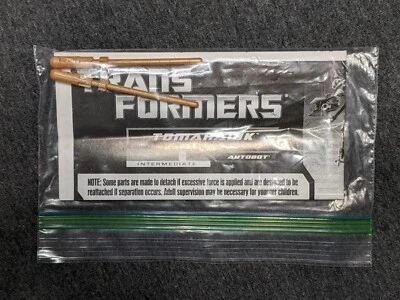 TRANS
FORMERS
TOMAHAWK
INTERMEDIATE
AUTOBOT
NOTE: Some parts are made to detach if excessive force is applied and are designed to be
reattached if separation occurs. Adult supervision may be necessary for younger children.